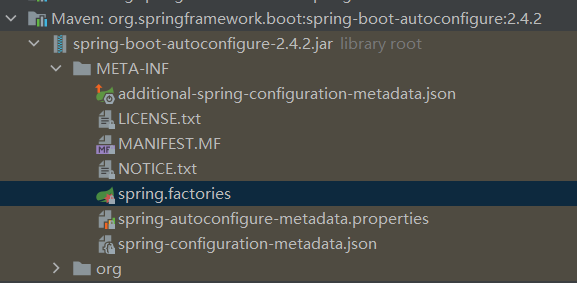 Maven: org.springframework.boot:spring-boot-autoconfigure:2.4.2
spring-boot-autoconfigure-2.4.2.jar library root
META-INF
additional-spring-configuration-metadata.json
LICENSE.txt
MANIFEST.MF
NOTICE.txt
spring.factories
spring-autoconfigure-metadata.properties
spring-configuration-metadata.json
org